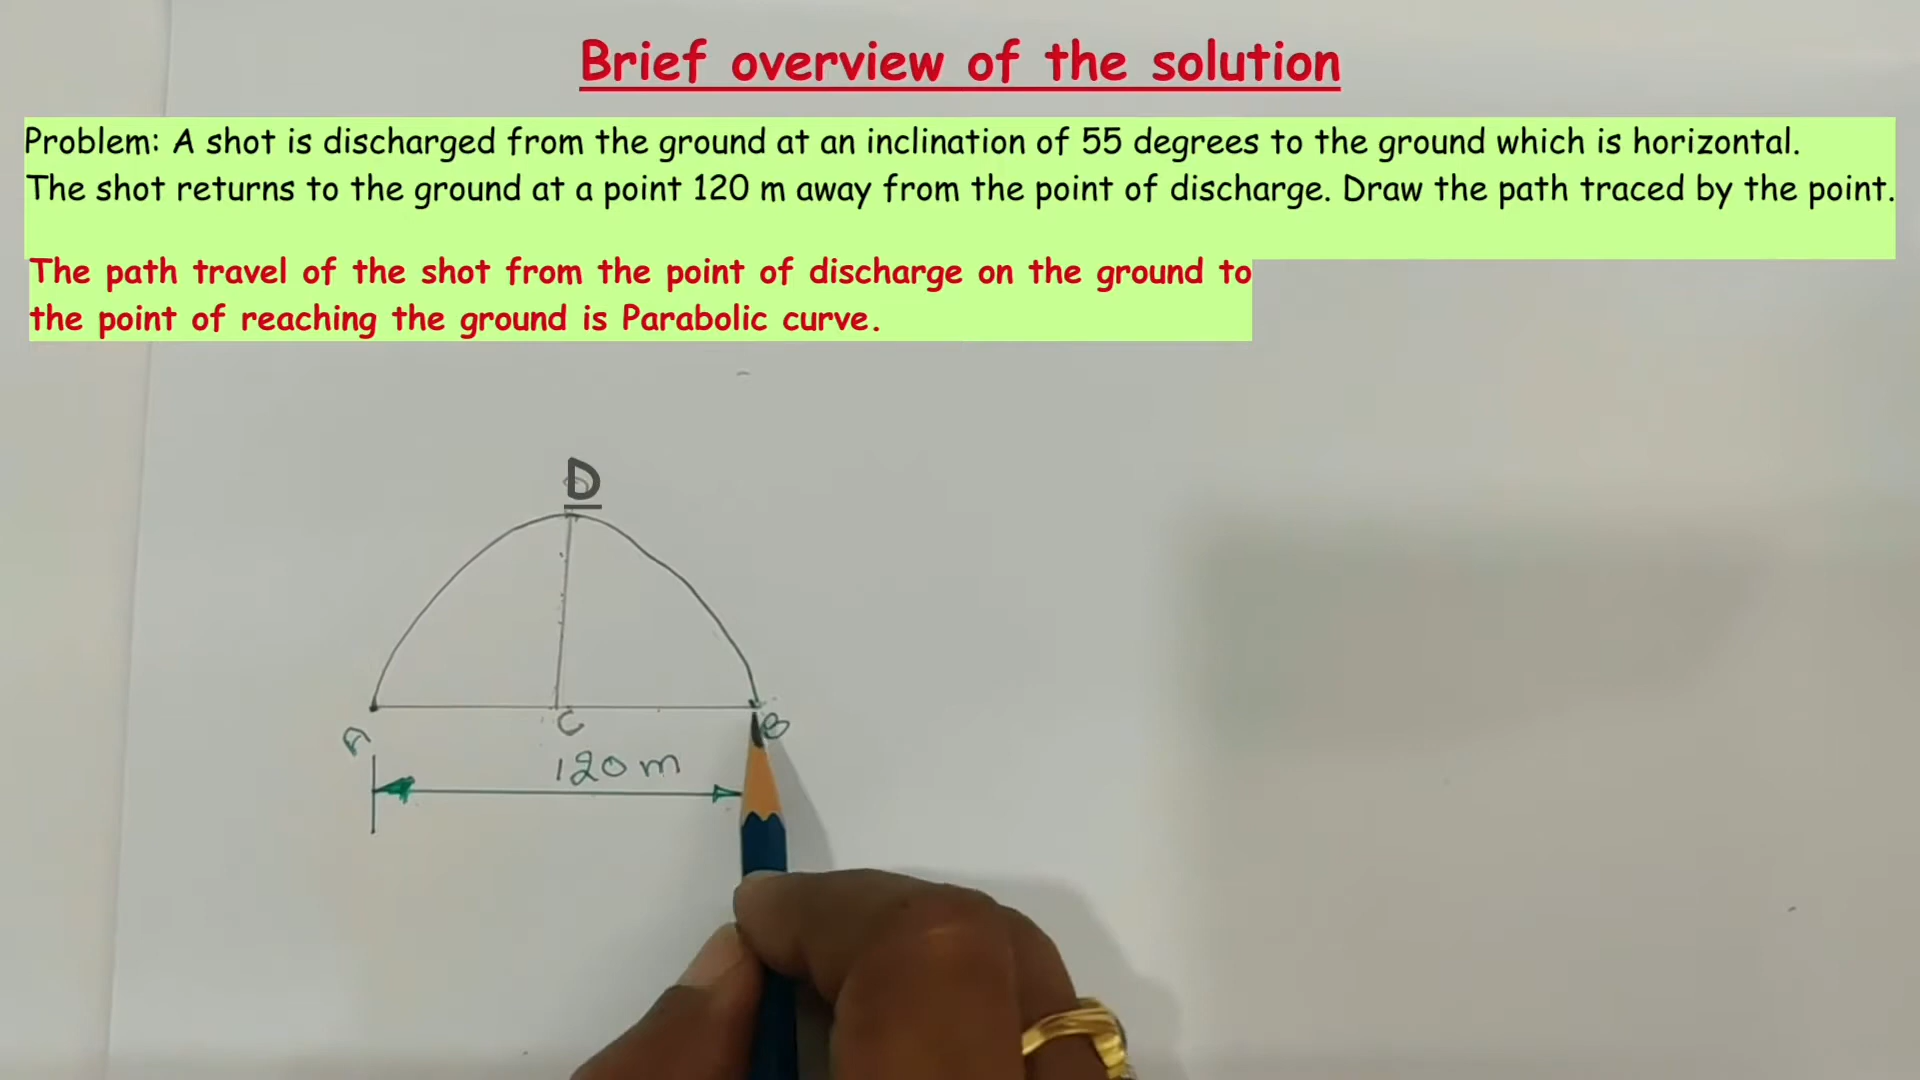 Brief overview of the solution
Problem: A shot is discharged from the ground at an inclination of 55 degrees to the ground which is horizontal.
The shot returns to the ground at a point 120 m away from the point of discharge. Draw the path traced by the point.
The path travel of the shot from the point of discharge on the ground to
the point of reaching the ground is Parabolic curve.
D
C
B
A
120 m